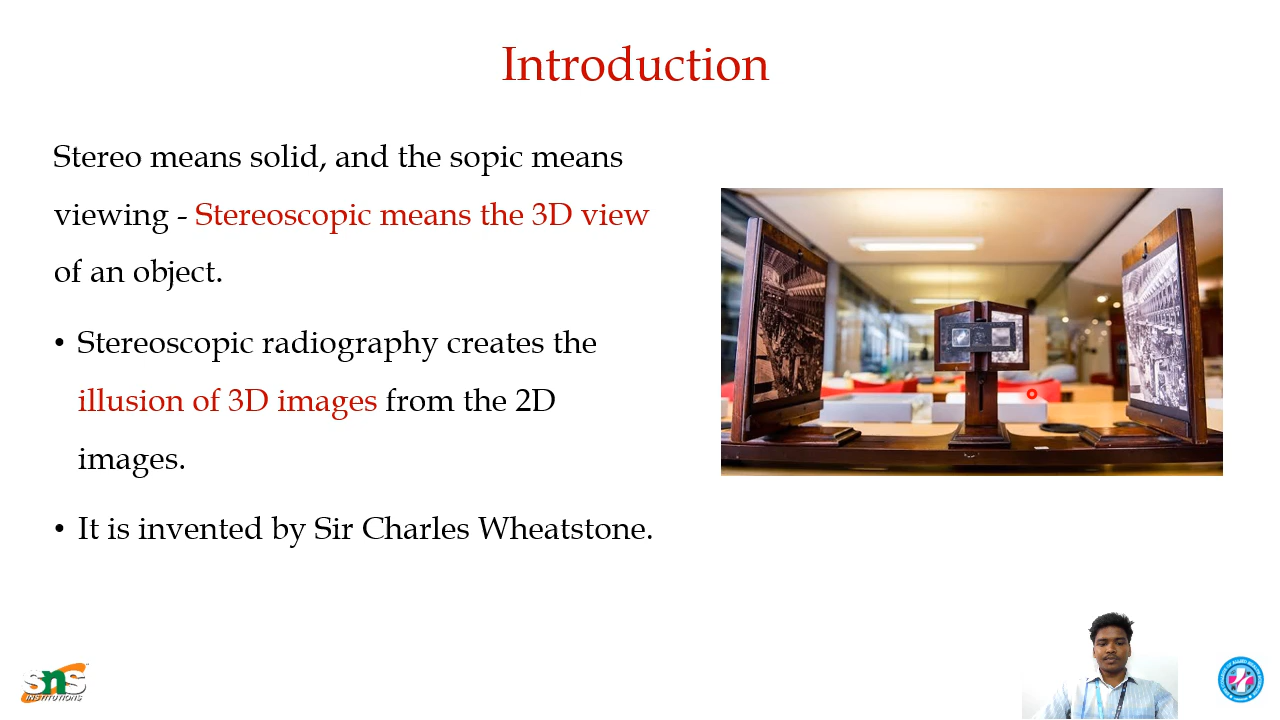 Introduction
Stereo means solid, and the sopic means
viewing - Stereoscopic means the 3D view
of an object.
• Stereoscopic radiography creates the
illusion of 3D images from the 2D
images.
• It is invented by Sir Charles Wheatstone.
SNS
INSTITUTIONS